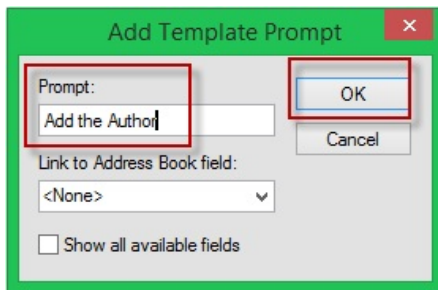 Add Template Prompt
Prompt:
Add the Author
OK
Cancel
Link to Address Book field:
<None>
Show all available fields